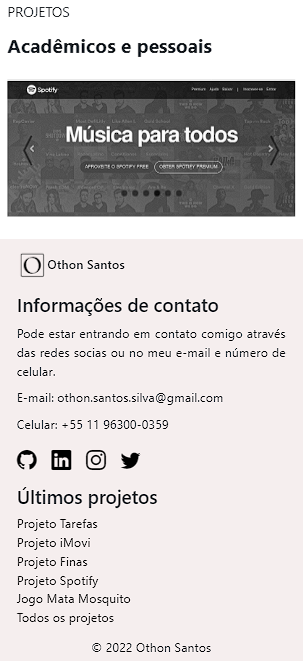 PROJETOS
Acadêmicos e pessoais
Spotify
Premium Ajuda Baixar | Inscrever-se Entrar
Música para todos
APROVEITE O SPOTIFY FREE OBTER SPOTIFY PREMIUM
Othon Santos
Informações de contato
Pode estar entrando em contato comigo através
das redes socias ou no meu e-mail e número de
celular.
E-mail: othon.santos.silva@gmail.com
Celular: +55 11 96300-0359
Últimos projetos
Projeto Tarefas
Projeto iMovi
Projeto Finas
Projeto Spotify
Jogo Mata Mosquito
Todos os projetos
© 2022 Othon Santos